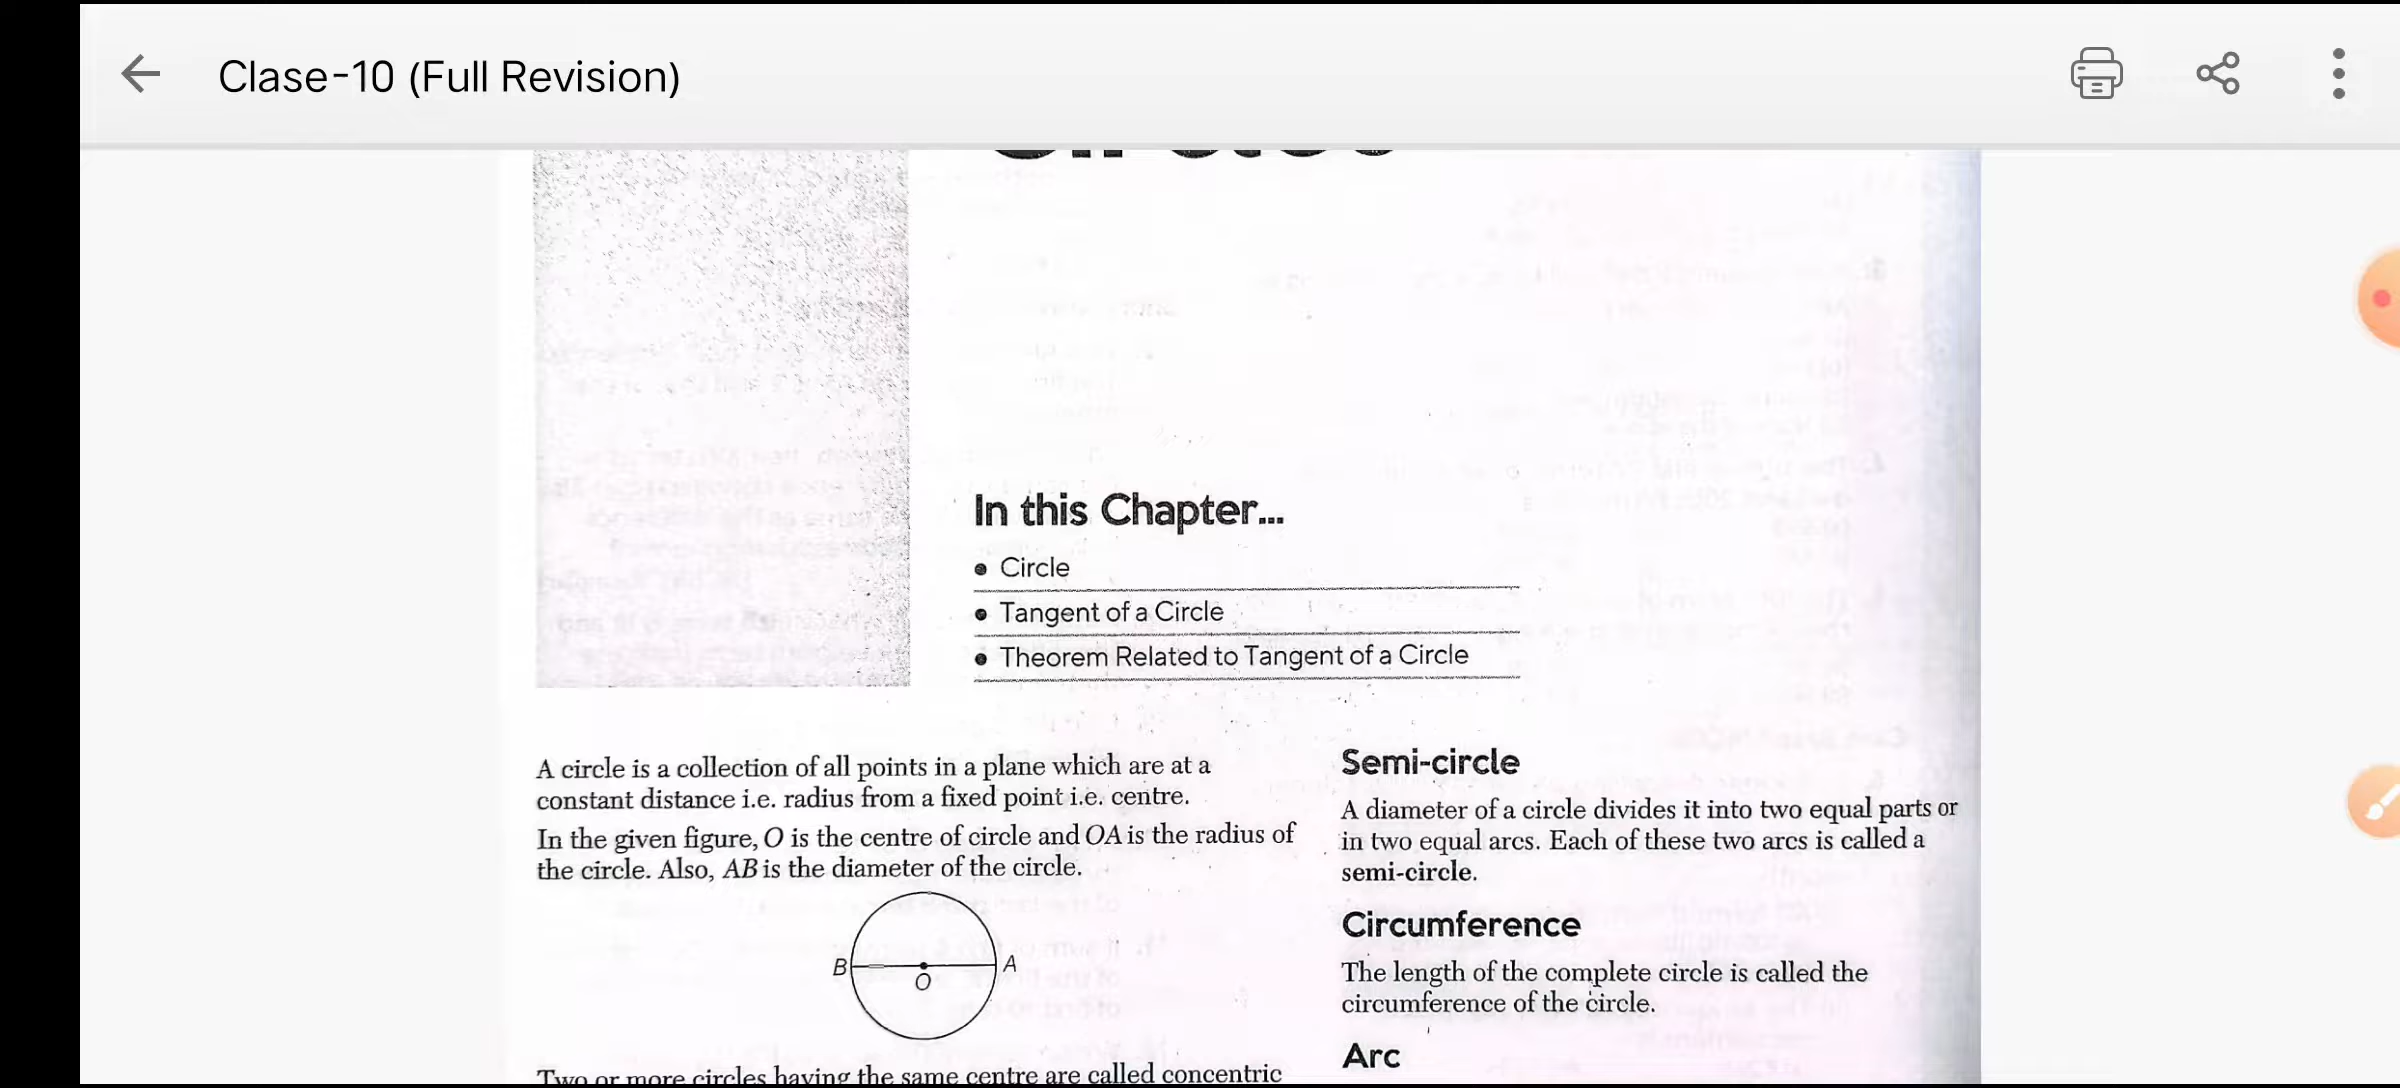 Clase-10 (Full Revision)
In this Chapter...
• Circle
• Tangent of a Circle
• Theorem Related to Tangent of a Circle
A circle is a collection of all points in a plane which are at a
constant distance i.e. radius from a fixed point i.e. centre.
In the given figure, O is the centre of circle and OA is the radius of
the circle. Also, AB is the diameter of the circle.
B
O
A
Two or more circles having the same centre are called concentric
Semi-circle
A diameter of a circle divides it into two equal parts or
in two equal arcs. Each of these two arcs is called a
semi-circle.
Circumference
The length of the complete circle is called the
circumference of the circle.
Arc